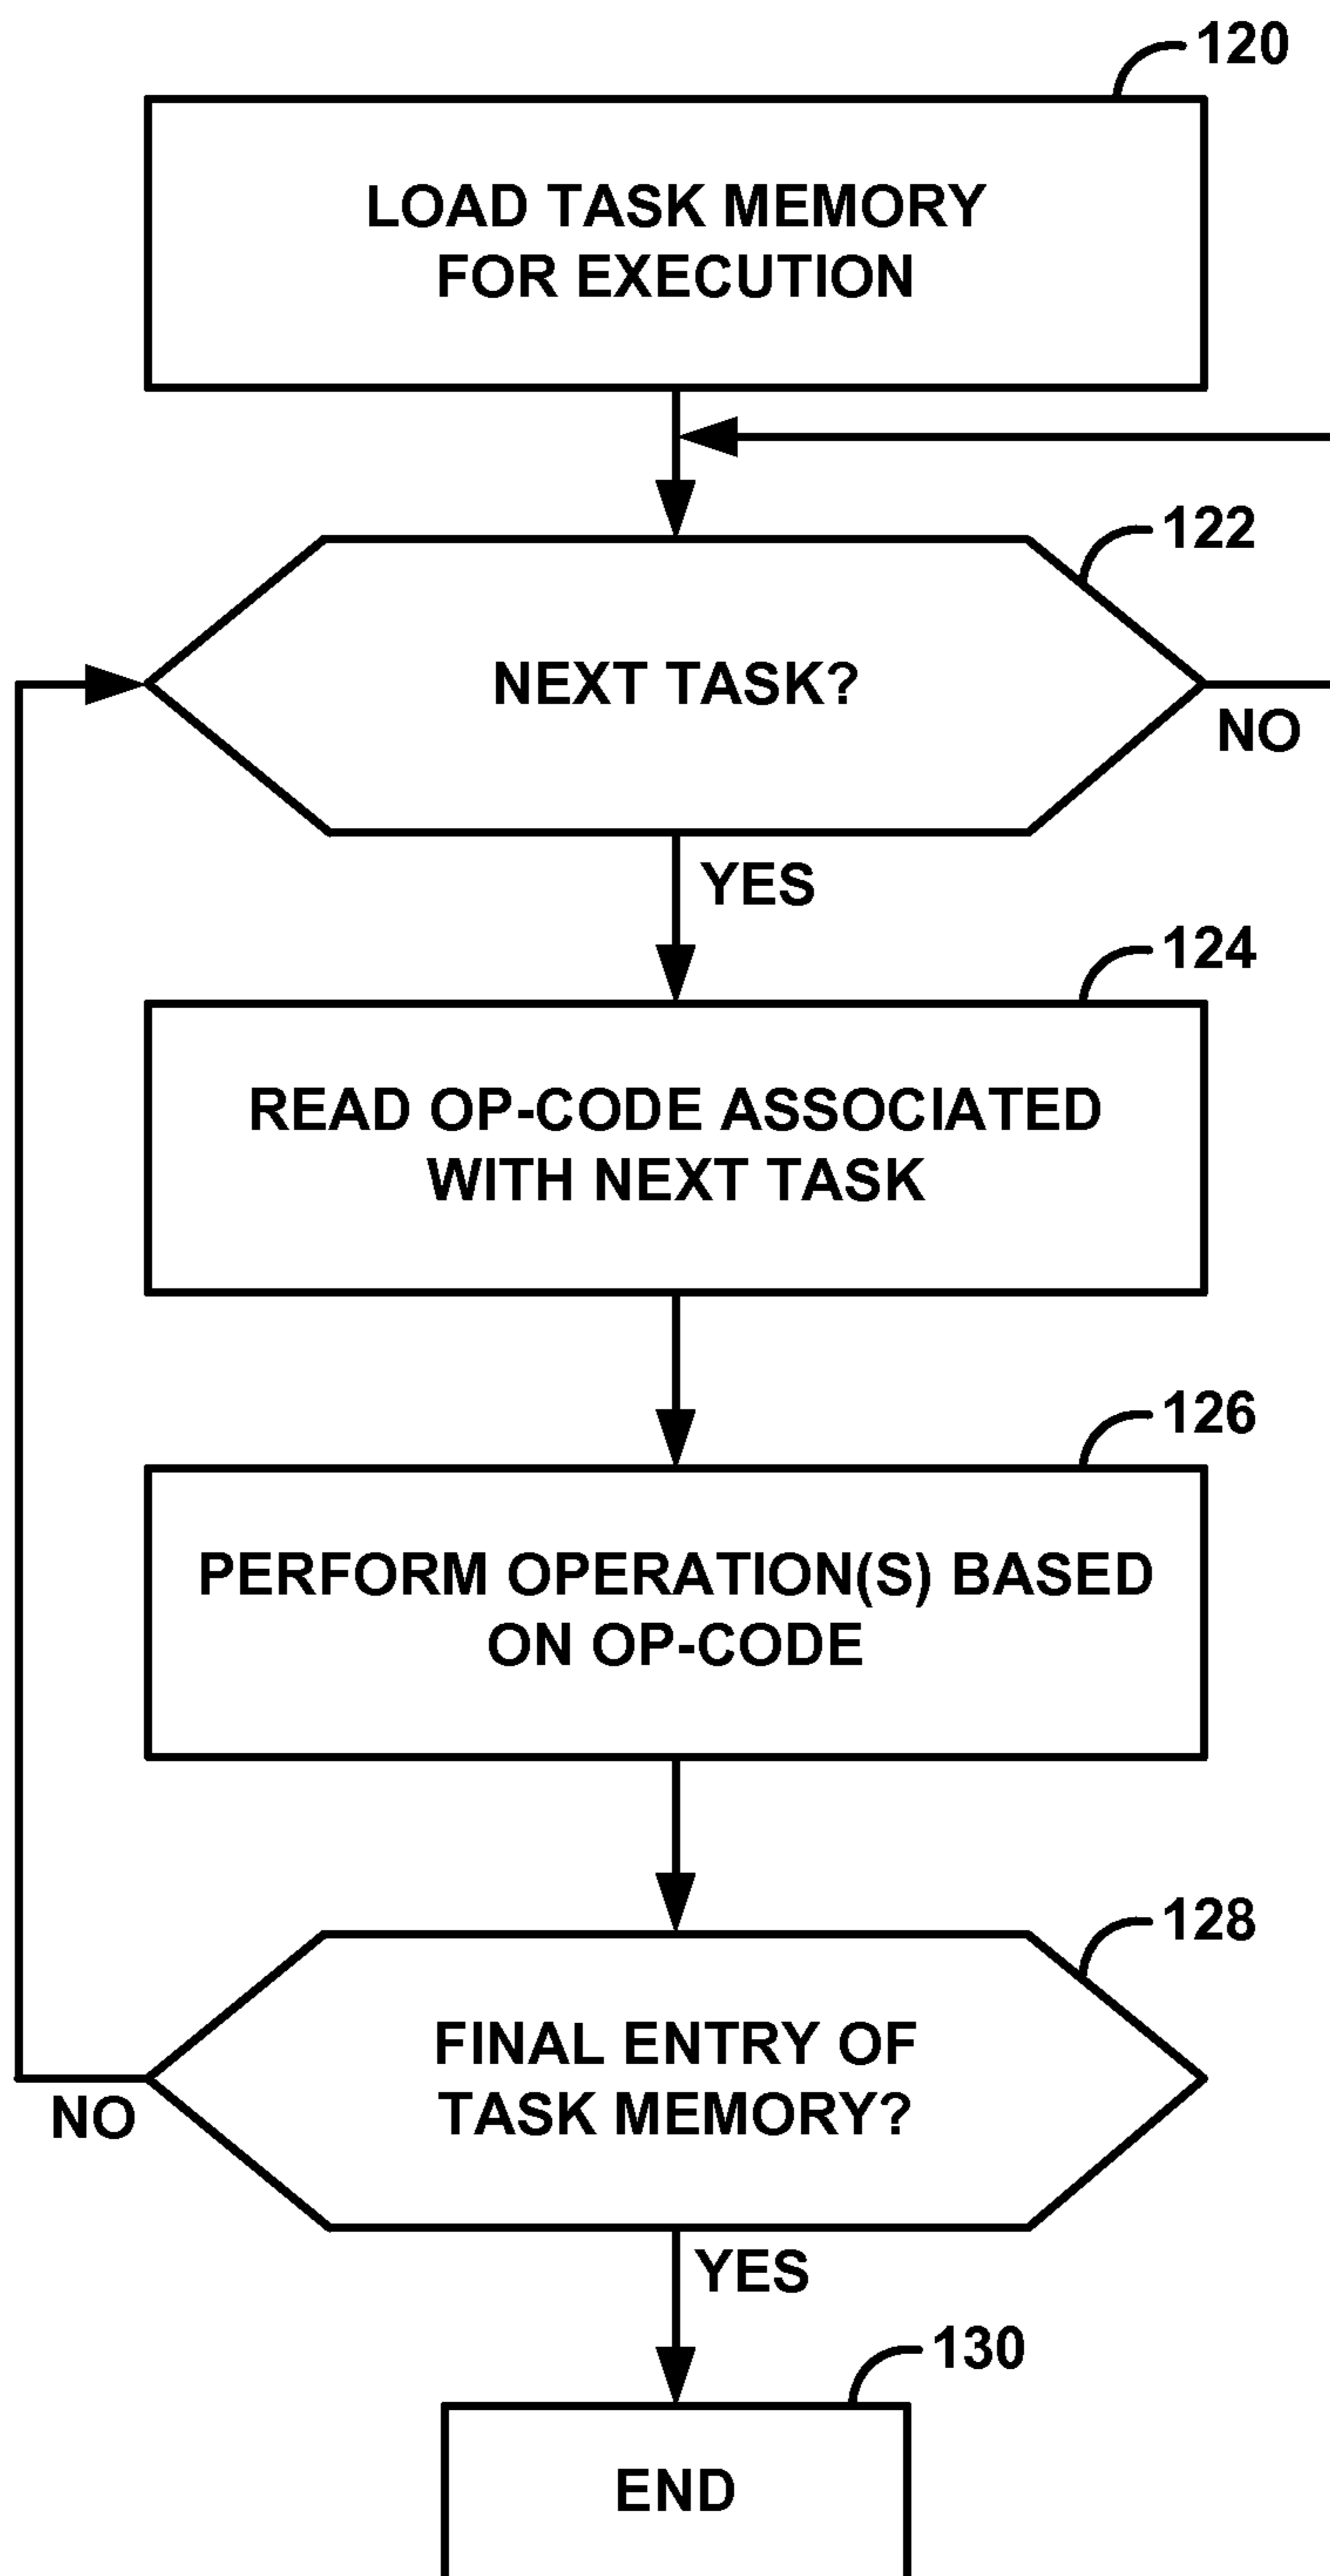 120
LOAD TASK MEMORY
FOR EXECUTION
122
NEXT TASK?
NO
YES
124
READ OP-CODE ASSOCIATED
WITH NEXT TASK
126
PERFORM OPERATION(S) BASED
ON OP-CODE
128
FINAL ENTRY OF
TASK MEMORY?
NO
YES
130
END